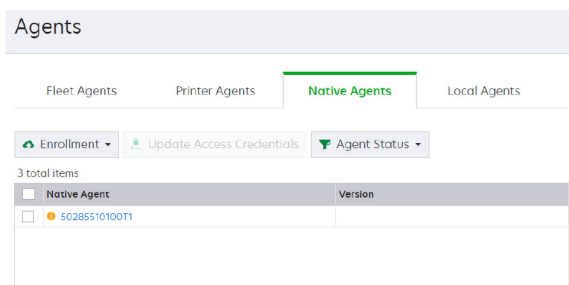 Agents
Fleet Agents Printer Agents Native Agents Local Agents
Enrollment Update Access Credentials Agent Status
3 total items
Native Agent Version
50285510100T1